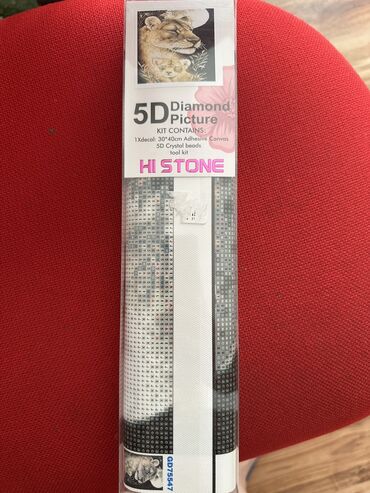 5D Diamond
Picture
KIT CONTAINS:
1Xdecal: 30*40cm Adhesive Canvas
5D Crystal beads
tool kit
HI STONE
GD75547